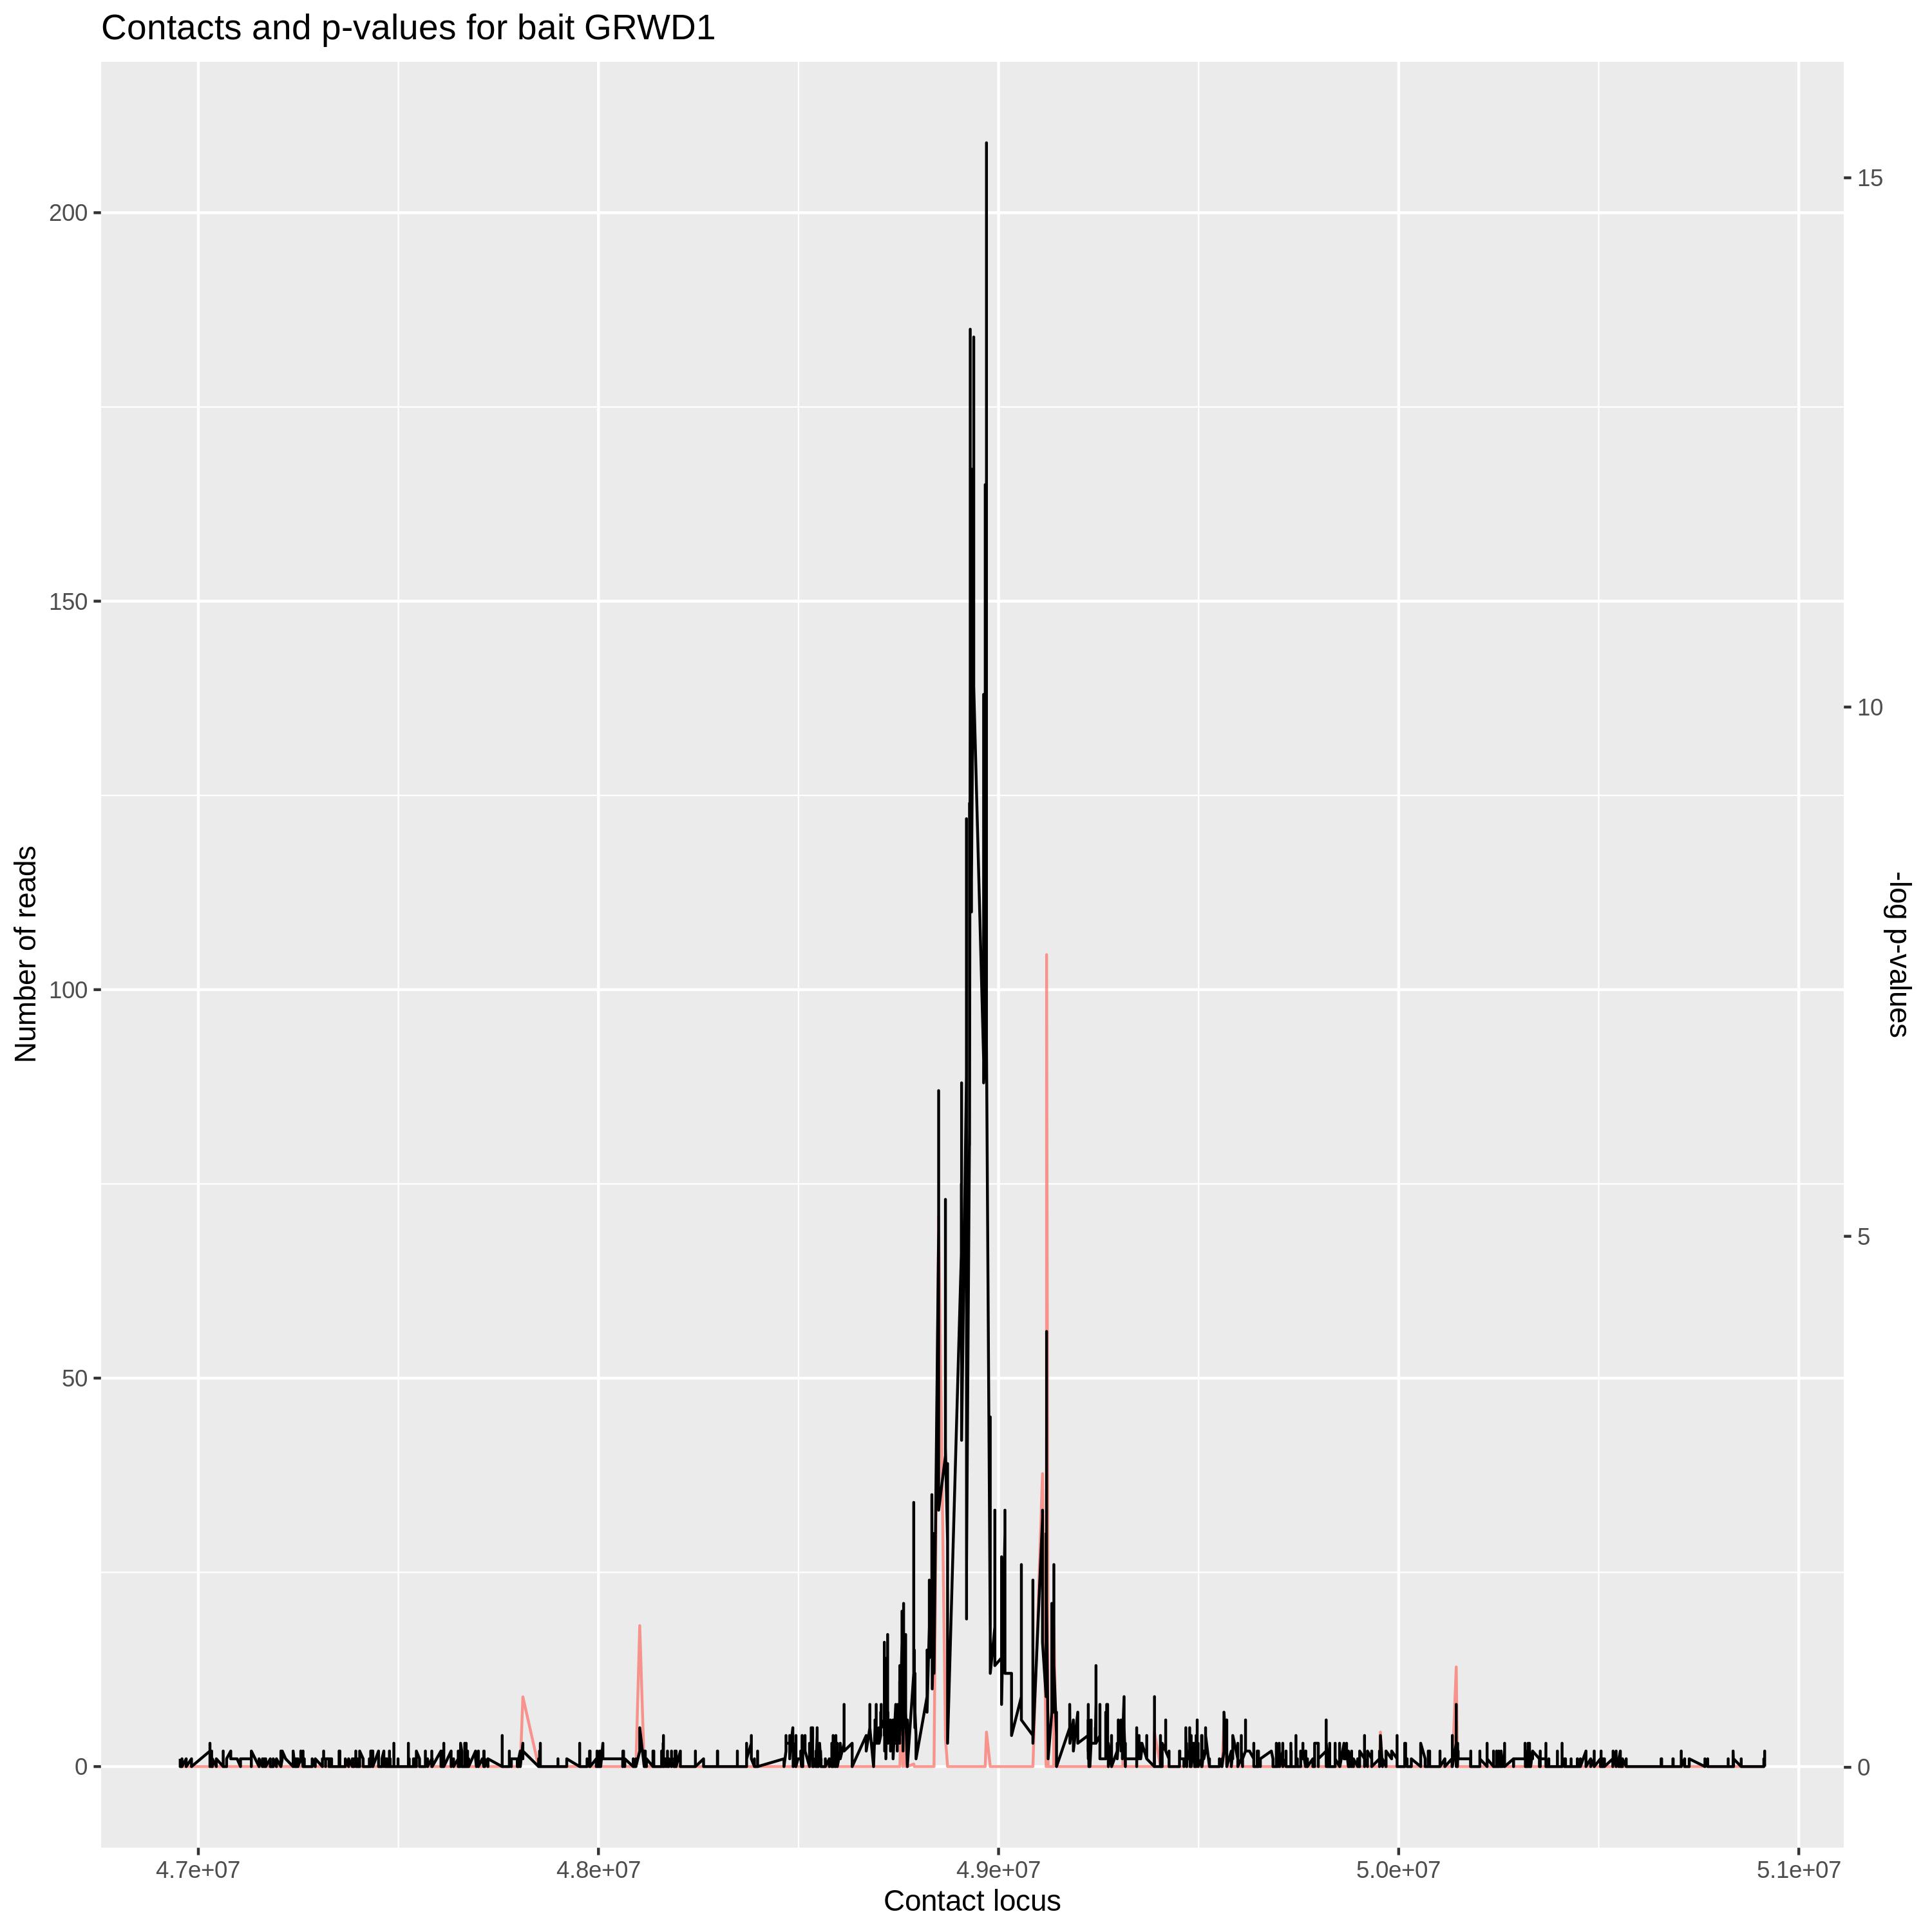 Contacts and p-values for bait GRWD1
200
150
100
50
0
Number of reads
15
10
5
0
-log p-values
4.7e+07
4.8e+07
4.9e+07
5.0e+07
5.1e+07
Contact locus